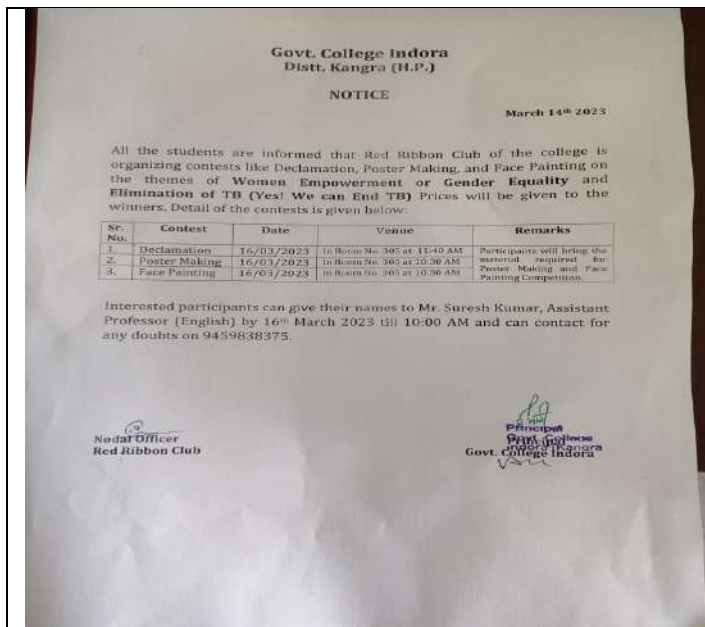 Govt. College Indora
Distt. Kangra (H.P.)
NOTICE
March 14th 2023
All the students are informed that Red Ribbon Club of the college is
organizing contests like Declamation, Poster Making, and Face Painting on
the themes of Women Empowerment or Gender Equality and
Elimination of TB (Yes! We can End TB) Prices will be given to the
winners. Detail of the contests is given below:
Sr. No. Contest Date Venue Remarks
1. Declamation 16/03/2023 In Room No. 305 at 11:40 AM
2. Poster Making 16/03/2023 In Room No. 305 at 10:30 AM
3. Face Painting 16/03/2023 In Room No. 305 at 10:30 AM
Participants will bring the
material required for
Poster Making and Face
Painting Competition.
Interested participants can give their names to Mr. Suresh Kumar, Assistant
Professor (English) by 16th March 2023 till 10:00 AM and can contact for
any doubts on 9459838375.
Nodal Officer
Red Ribbon Club
Principal
Govt. College
Indora (Kangra
Principal
Govt. College Indora